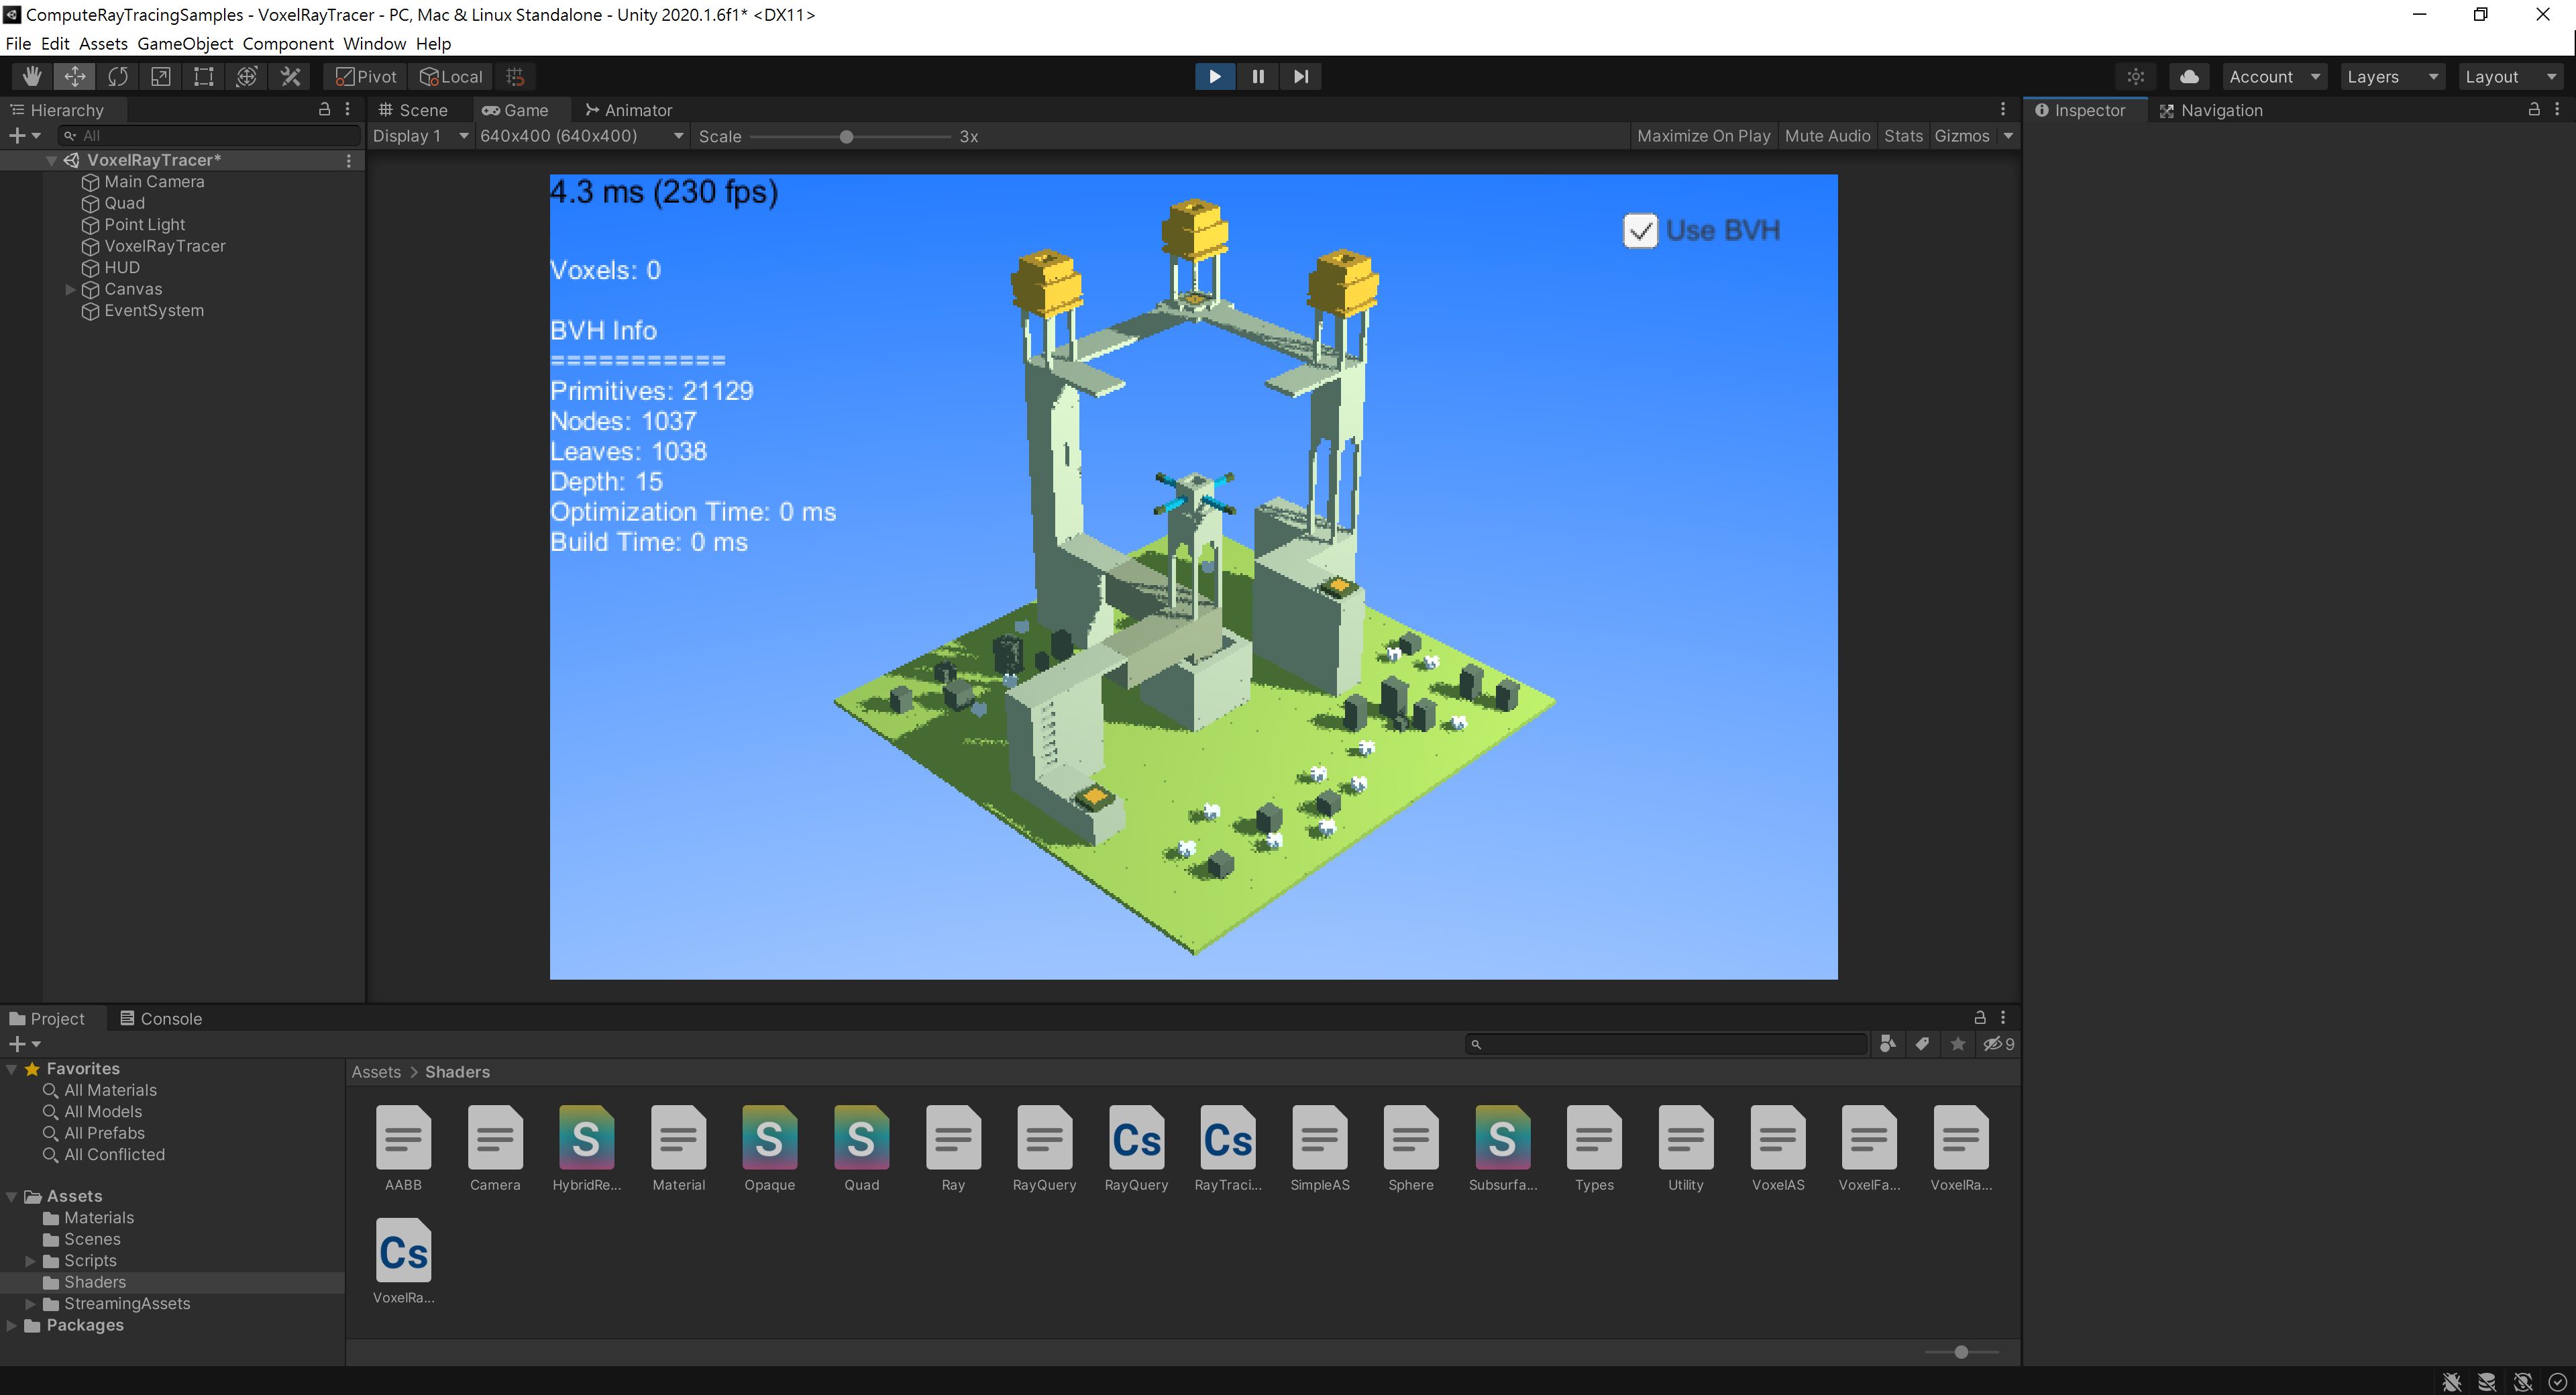 ComputeRayTracingSamples - VoxelRayTracer - PC, Mac & Linux Standalone - Unity 2020.1.6f1* <DX11>
File Edit Assets GameObject Component Window Help
Pivot Local Account Layers Layout
Hierarchy
All
VoxelRayTracer*
Main Camera
Quad
Point Light
VoxelRayTracer
HUD
Canvas
EventSystem
Scene Game Animator
Display 1 640x400 (640x400) Scale 3x Maximize On Play Mute Audio Stats Gizmos
4.3 ms (230 fps)
Use BVH
Voxels: 0
BVH Info
===========
Primitives: 21129
Nodes: 1037
Leaves: 1038
Depth: 15
Optimization Time: 0 ms
Build Time: 0 ms
Inspector Navigation
Project Console
9
Favorites
All Materials
All Models
All Prefabs
All Conflicted
Assets
Materials
Scenes
Scripts
Shaders
StreamingAssets
Packages
Assets > Shaders
S S S Cs Cs S
AABB Camera HybridRe... Material Opaque Quad Ray RayQuery RayQuery RayTraci... SimpleAS Sphere Subsurfa... Types Utility VoxelAS VoxelFa... VoxelRa...
Cs
VoxelRa...